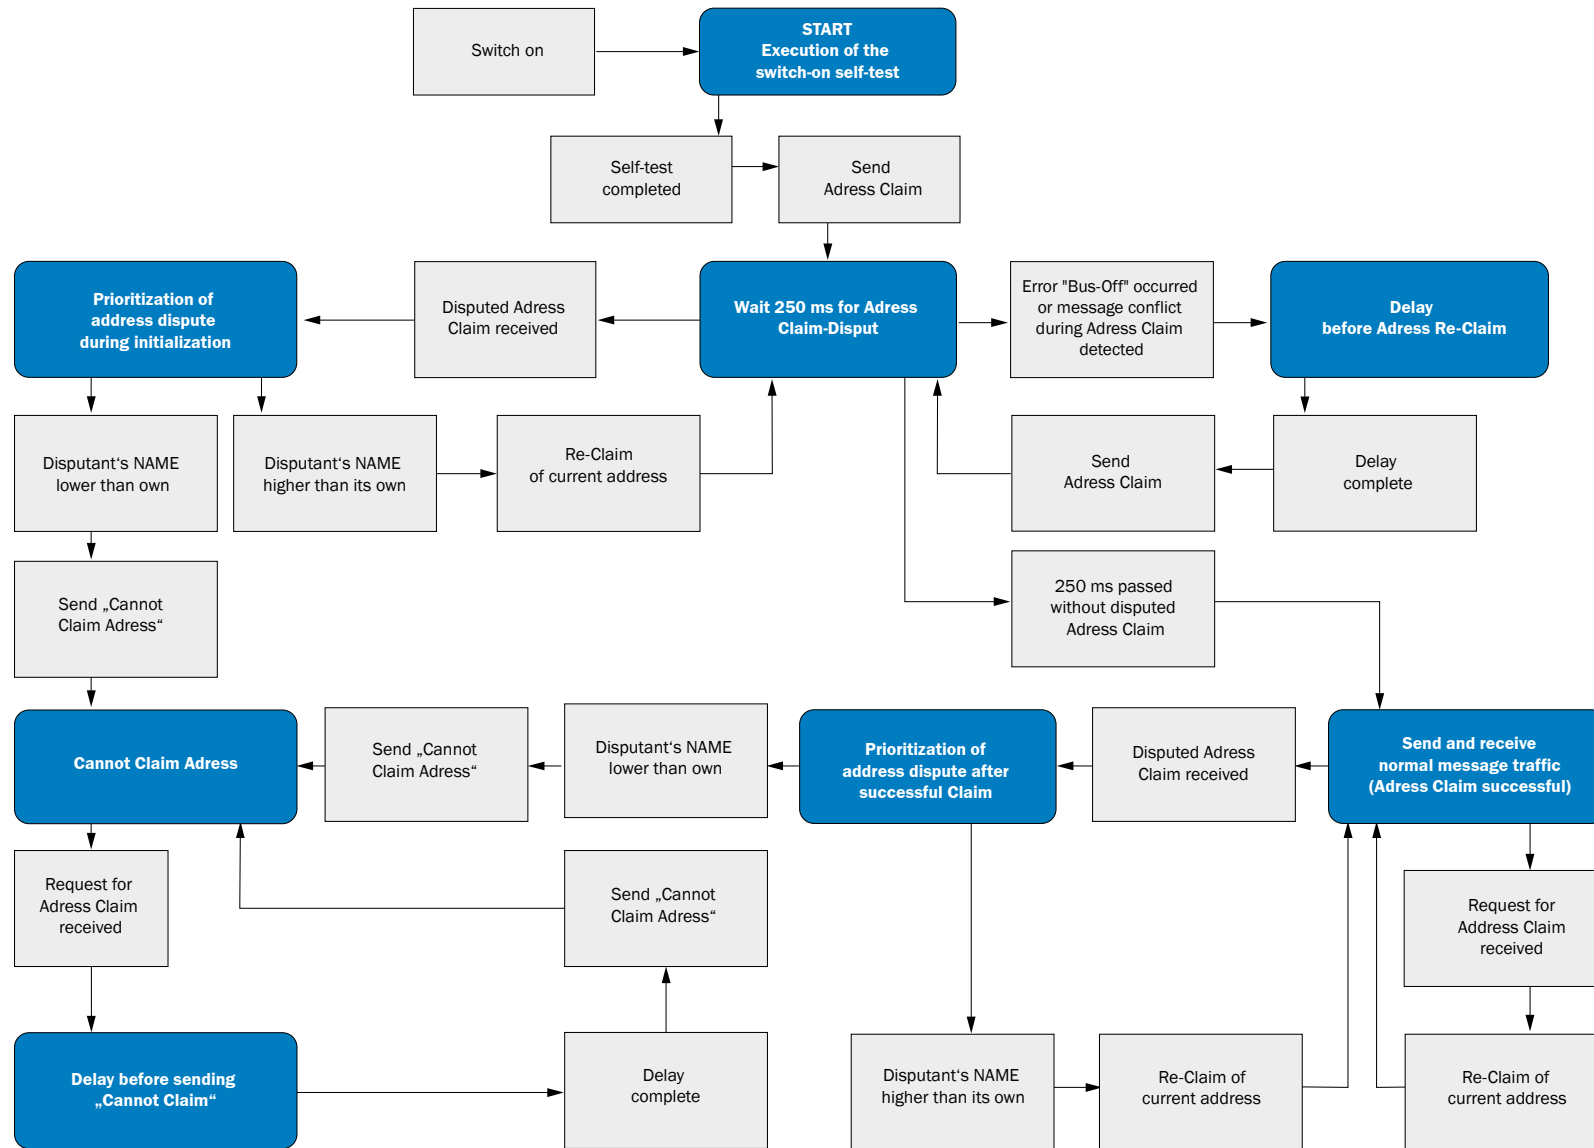 Switch on
START
Execution of the
switch-on self-test
Self-test
completed
Send
Adress Claim
Prioritization of
address dispute
during initialization
Disputed Adress
Claim received
Wait 250 ms for Adress
Claim-Disput
Error "Bus-Off" occurred
or message conflict
during Adress Claim
detected
Delay
before Adress Re-Claim
Disputant‘s NAME
lower than own
Disputant‘s NAME
higher than its own
Re-Claim
of current address
Send
Adress Claim
Delay
complete
Send „Cannot
Claim Adress“
250 ms passed
without disputed
Adress Claim
Cannot Claim Adress
Send „Cannot
Claim Adress“
Disputant‘s NAME
lower than own
Prioritization of
address dispute after
successful Claim
Disputed Adress
Claim received
Send and receive
normal message traffic
(Adress Claim successful)
Request for
Adress Claim
received
Send „Cannot
Claim Adress“
Request for
Address Claim
received
Delay before sending
„Cannot Claim“
Delay
complete
Disputant‘s NAME
higher than its own
Re-Claim of
current address
Re-Claim of
current address